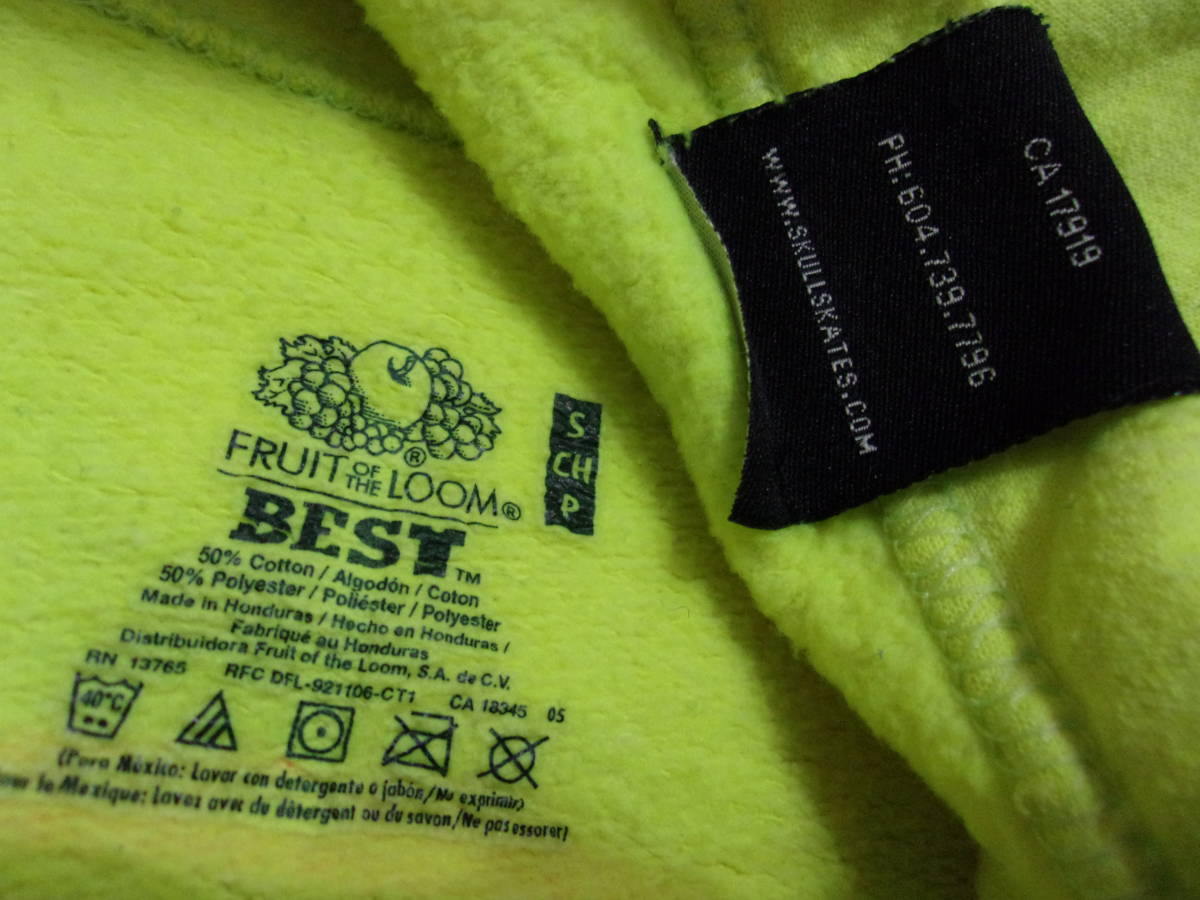 FRUIT OF THE LOOM®
BEST™
50% Cotton / Algodón / Coton
50% Polyester / Poliéster / Polyester
Made in Honduras / Hecho en Honduras /
Fabriqué au Honduras
Distribuidora Fruit of the Loom, S.A. de C.V.
RN 13765 RFC DFL-921106-CT1 CA 18345 05
40°C
(Para México: Lavar con detergente o jabón/No exprimir)
le Mexique: Lavez avec du détergent ou du savon/Ne pas essorer)
S
CH
P
CA 17919
PH: 604.739.7796
WWW.SKULLSKATES.COM